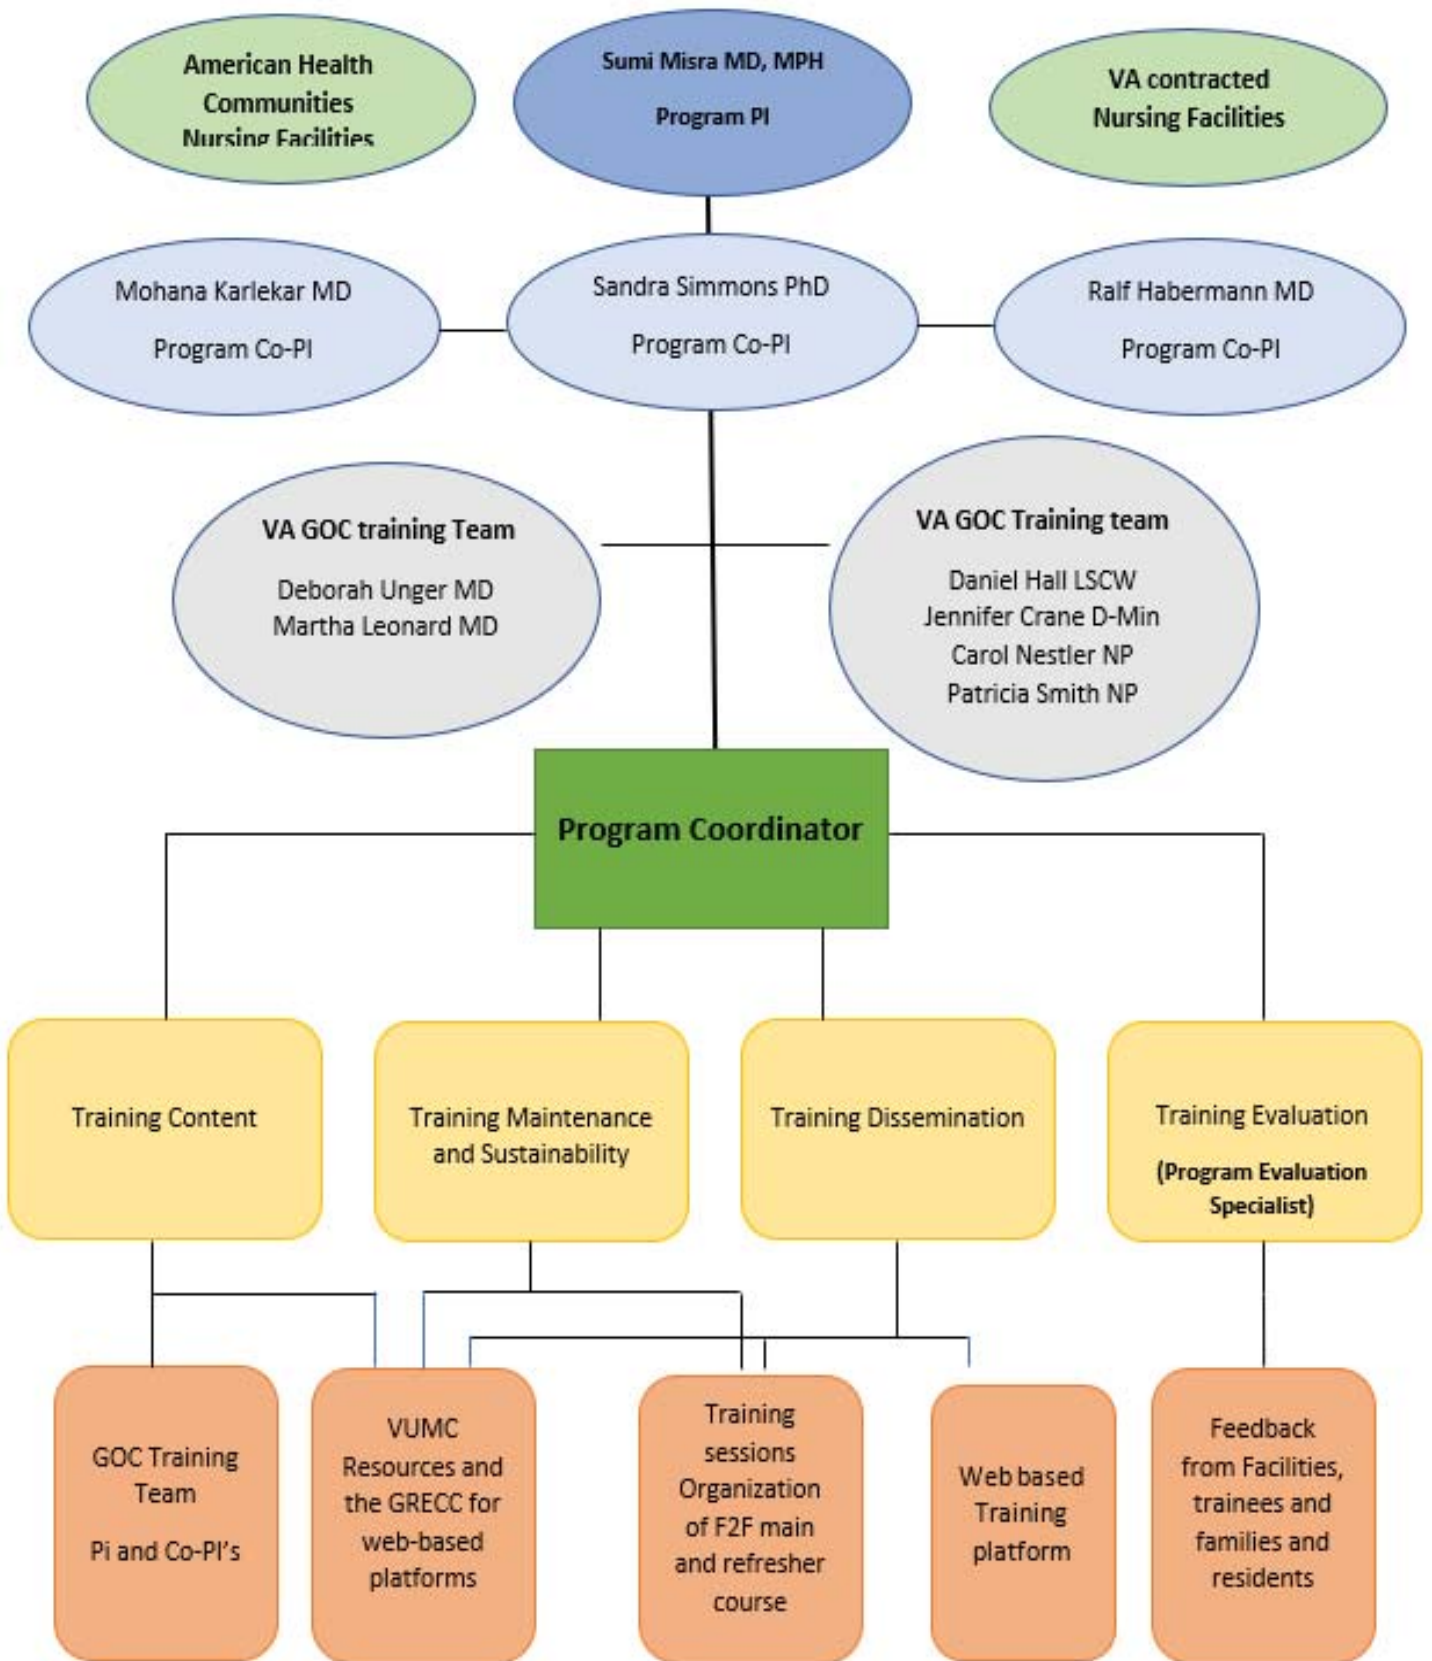 American Health
Communities
Nursing Facilities
Sumi Misra MD, MPH
Program PI
VA contracted
Nursing Facilities
Mohana Karlekar MD
Program Co-PI
Sandra Simmons PhD
Program Co-PI
Ralf Habermann MD
Program Co-PI
VA GOC training Team
Deborah Unger MD
Martha Leonard MD
VA GOC Training team
Daniel Hall LSCW
Jennifer Crane D-Min
Carol Nestler NP
Patricia Smith NP
Program Coordinator
Training Content
Training Maintenance
and Sustainability
Training Dissemination
Training Evaluation
(Program Evaluation
Specialist)
GOC Training
Team
Pi and Co-PI's
VUMC
Resources and
the GRECC for
web-based
platforms
Training
sessions
Organization
of F2F main
and refresher
course
Web based
Training
platform
Feedback
from Facilities,
trainees and
families and
residents